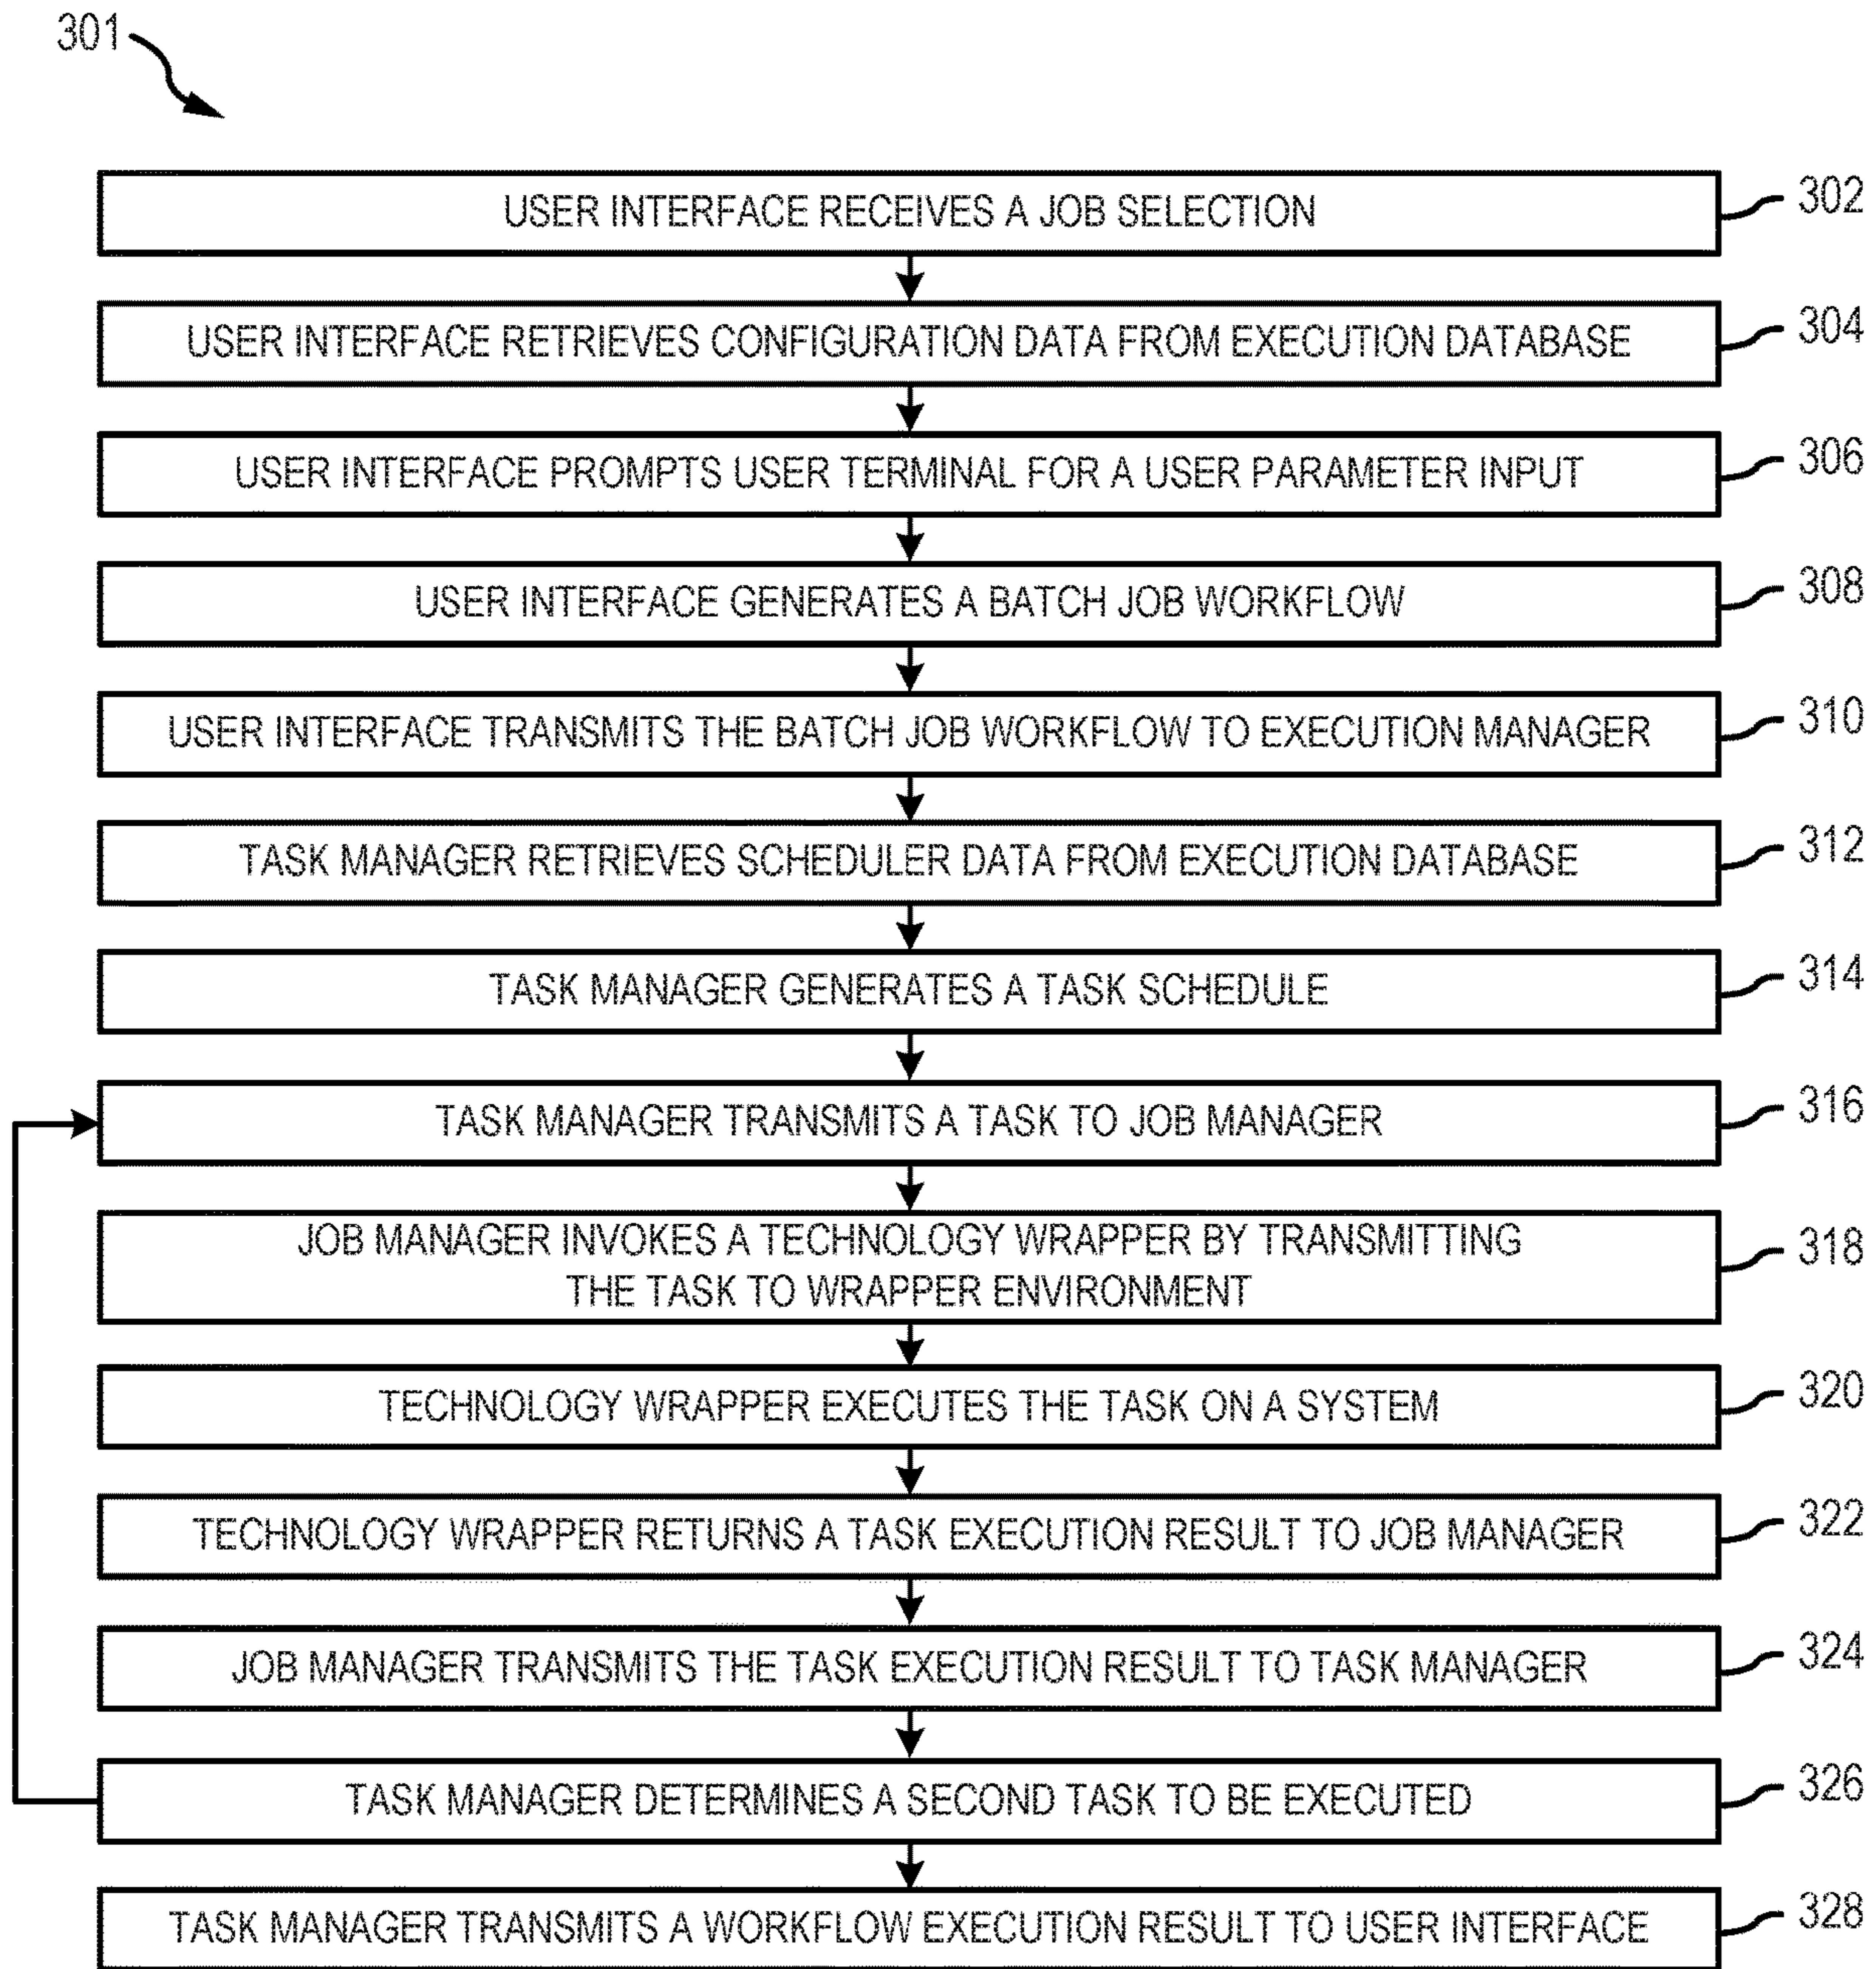 301
USER INTERFACE RECEIVES A JOB SELECTION
302
USER INTERFACE RETRIEVES CONFIGURATION DATA FROM EXECUTION DATABASE
304
USER INTERFACE PROMPTS USER TERMINAL FOR A USER PARAMETER INPUT
306
USER INTERFACE GENERATES A BATCH JOB WORKFLOW
308
USER INTERFACE TRANSMITS THE BATCH JOB WORKFLOW TO EXECUTION MANAGER
310
TASK MANAGER RETRIEVES SCHEDULER DATA FROM EXECUTION DATABASE
312
TASK MANAGER GENERATES A TASK SCHEDULE
314
TASK MANAGER TRANSMITS A TASK TO JOB MANAGER
316
JOB MANAGER INVOKES A TECHNOLOGY WRAPPER BY TRANSMITTING
THE TASK TO WRAPPER ENVIRONMENT
318
TECHNOLOGY WRAPPER EXECUTES THE TASK ON A SYSTEM
320
TECHNOLOGY WRAPPER RETURNS A TASK EXECUTION RESULT TO JOB MANAGER
322
JOB MANAGER TRANSMITS THE TASK EXECUTION RESULT TO TASK MANAGER
324
TASK MANAGER DETERMINES A SECOND TASK TO BE EXECUTED
326
TASK MANAGER TRANSMITS A WORKFLOW EXECUTION RESULT TO USER INTERFACE
328